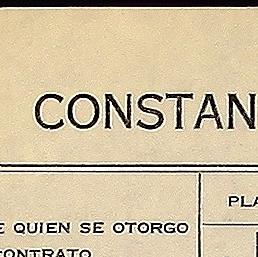 CONSTAN
PLA
E QUIEN SE OTORGO
CONTRATO